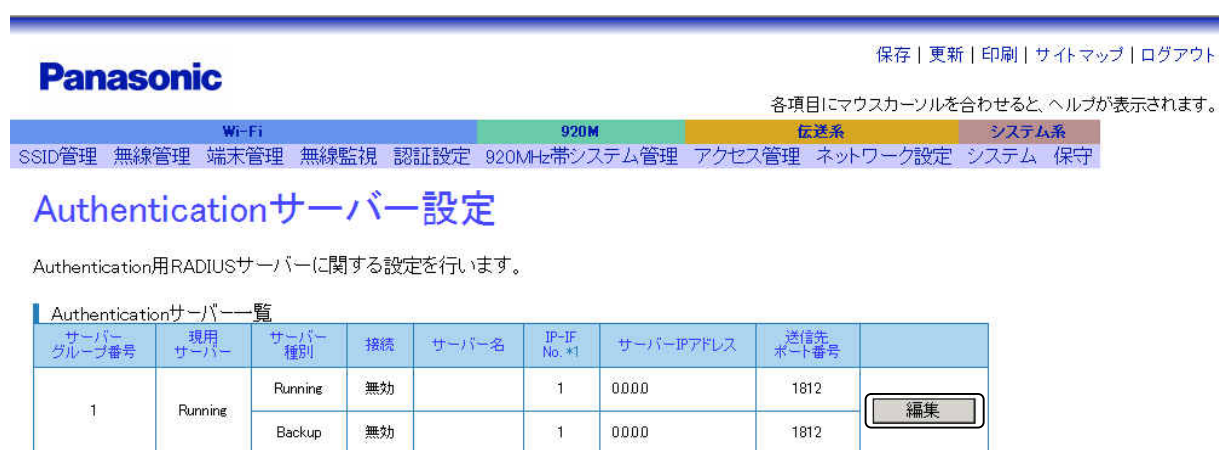 保存 | 更新 | 印刷 | サイトマップ | ログアウト
Panasonic
各項目にマウスカーソルを合わせると、ヘルプが表示されます。
Wi-Fi 920M 伝送系 システム系
SSID管理 無線管理 端末管理 無線監視 認証設定 920MHz帯システム管理 アクセス管理 ネットワーク設定 システム 保守
Authenticationサーバー設定
Authentication用RADIUSサーバーに関する設定を行います。
Authenticationサーバー一覧
サーバー 現用 サーバー 接続 サーバー名 IP-IF サーバーIPアドレス 送信先
グループ番号 サーバー 種別 No. *1 ポート番号
1 Running Running 無効 1 0.0.0.0 1812 編集
Backup 無効 1 0.0.0.0 1812